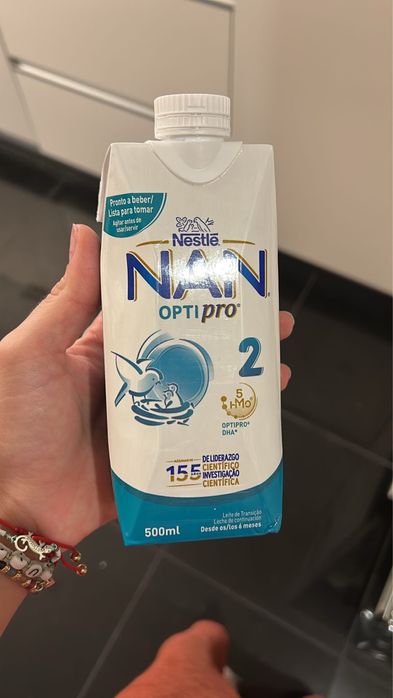 Pronto a beber/
Lista para tomar
Agitar antes de
usar/servir
Nestlé
NAN®
OPTIpro®
2
5
HMO
OPTIPRO®
DHA*
155
DE LIDERAZGO
CIENTÍFICO
INVESTIGAÇÃO
CIENTÍFICA
Leite de Transição
Leche de continuación
500ml
Desde os/los 6 meses